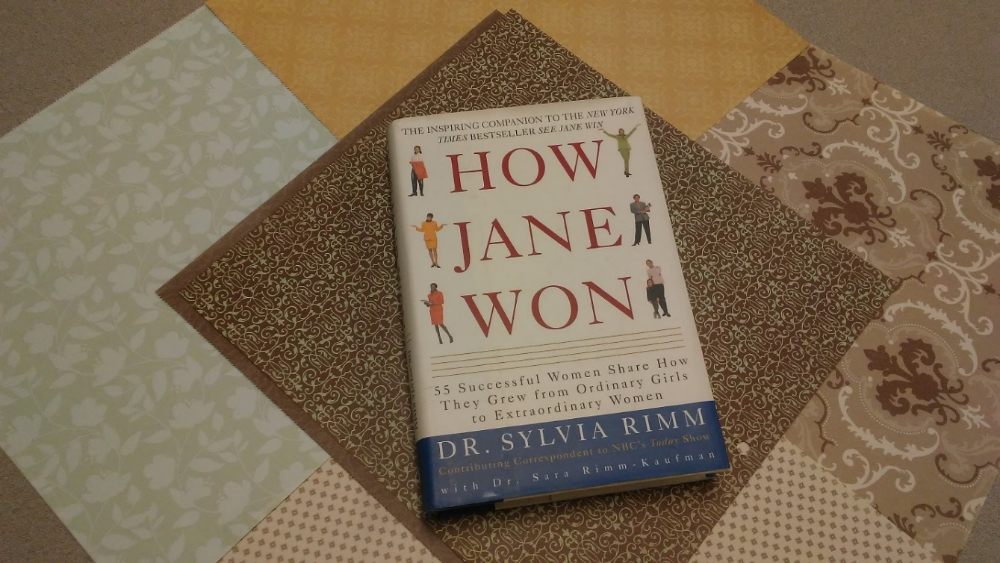 THE INSPIRING COMPANION TO THE NEW YORK
TIMES BESTSELLER SEE JANE WIN
HOW
JANE
WON
55 Successful Women Share How
They Grew from Ordinary Girls
to Extraordinary Women
DR. SYLVIA RIMM
Contributing Correspondent to NBC's Today Show
with Dr. Sara Rimm-Kaufman